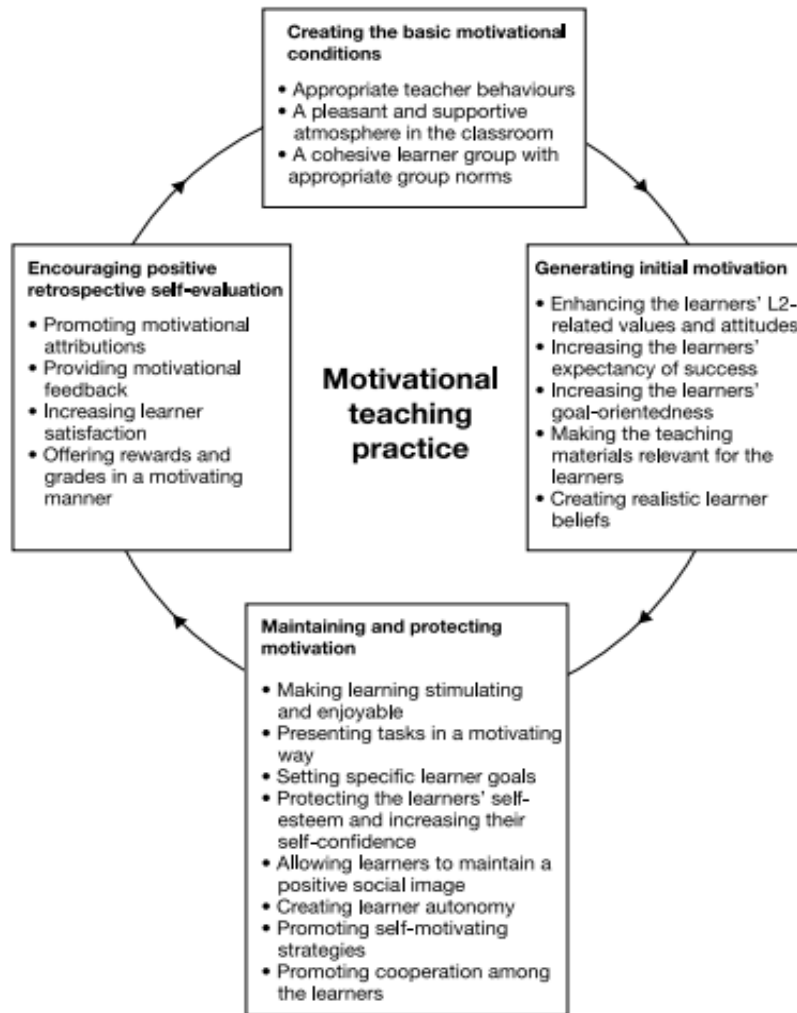 Creating the basic motivational
conditions
• Appropriate teacher behaviours
• A pleasant and supportive
atmosphere in the classroom
• A cohesive learner group with
appropriate group norms
Encouraging positive
retrospective self-evaluation
• Promoting motivational
attributions
• Providing motivational
feedback
• Increasing learner
satisfaction
• Offering rewards and
grades in a motivating
manner
Motivational
teaching
practice
Generating initial motivation
• Enhancing the learners' L2-
related values and attitudes
• Increasing the learners'
expectancy of success
• Increasing the learners'
goal-orientedness
• Making the teaching
materials relevant for the
learners
• Creating realistic learner
beliefs
Maintaining and protecting
motivation
• Making learning stimulating
and enjoyable
• Presenting tasks in a motivating
way
• Setting specific learner goals
• Protecting the learners' self-
esteem and increasing their
self-confidence
• Allowing learners to maintain a
positive social image
• Creating learner autonomy
• Promoting self-motivating
strategies
• Promoting cooperation among
the learners